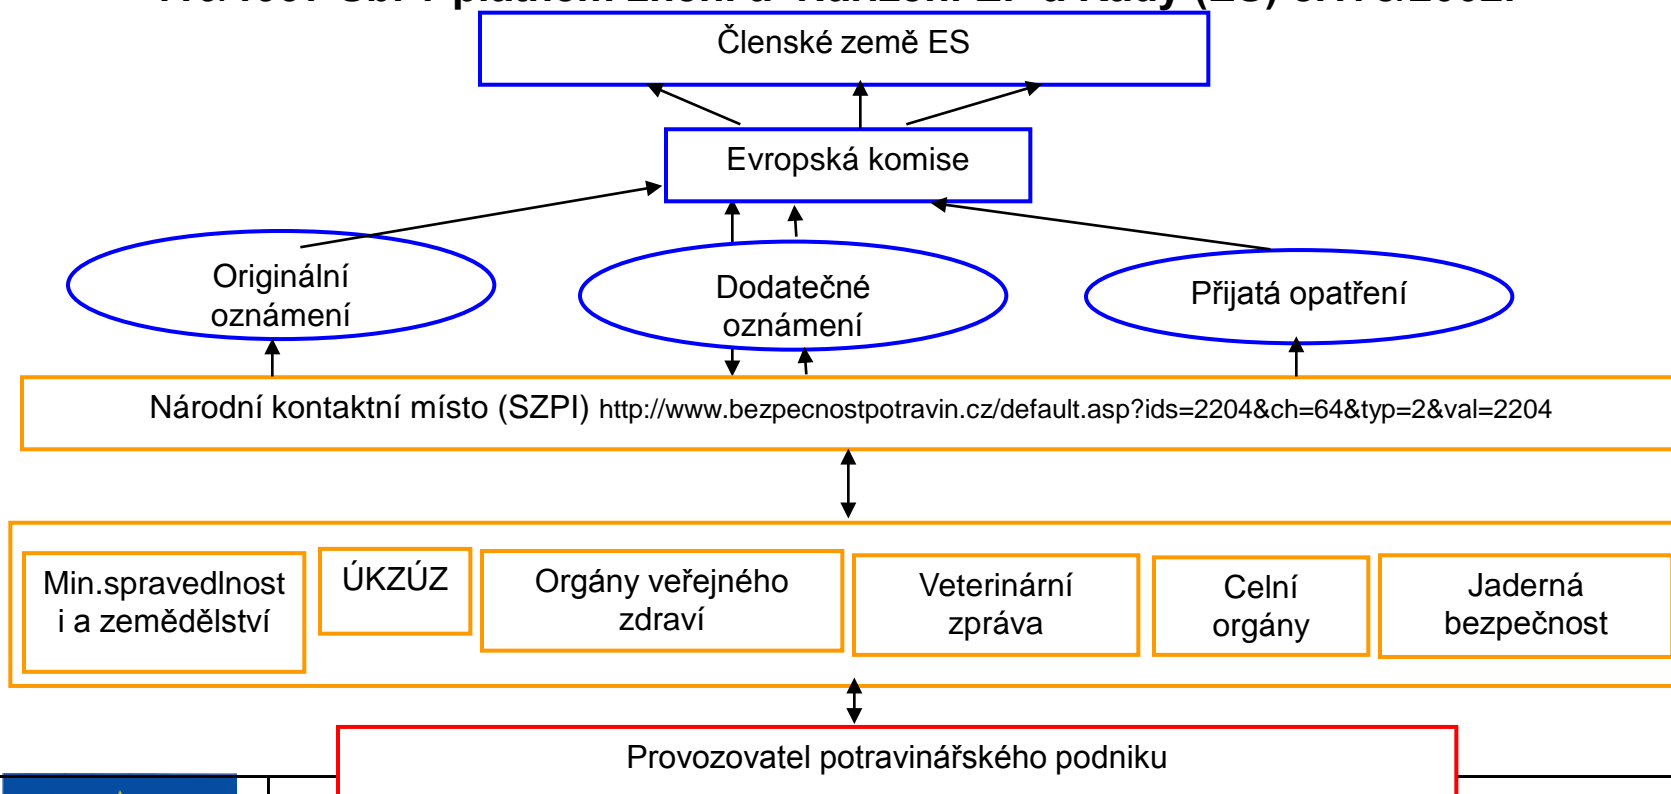 Členské země ES
Evropská komise
Originální
oznámení
Dodatečné
oznámení
Přijatá opatření
Národní kontaktní místo (SZPI) http://www.bezpecnostpotravin.cz/default.asp?ids=2204&ch=64&typ=2&val=2204
Min.spravedlnost
i a zemědělství
ÚKZÚZ
Orgány veřejného
zdraví
Veterinární
zpráva
Celní
orgány
Jaderná
bezpečnost
Provozovatel potravinářského podniku